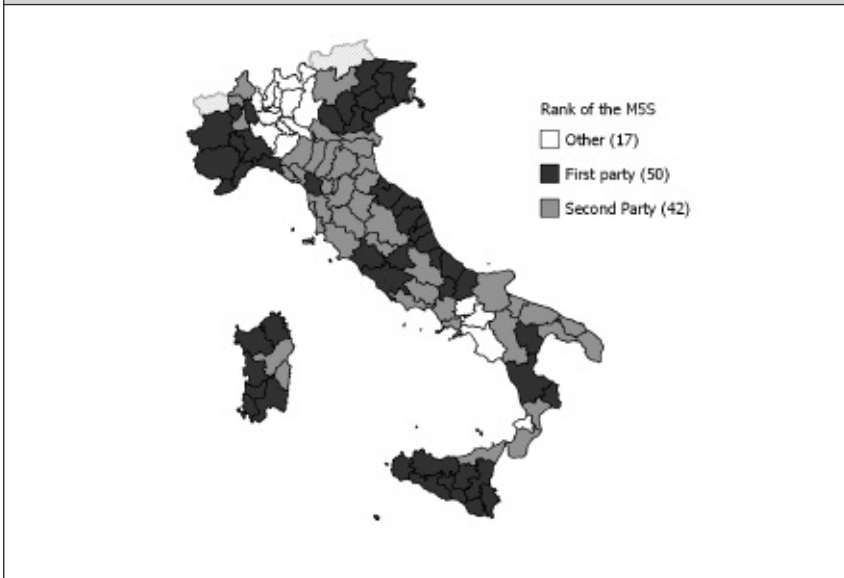 Rank of the M5S
Other (17)
First party (50)
Second Party (42)